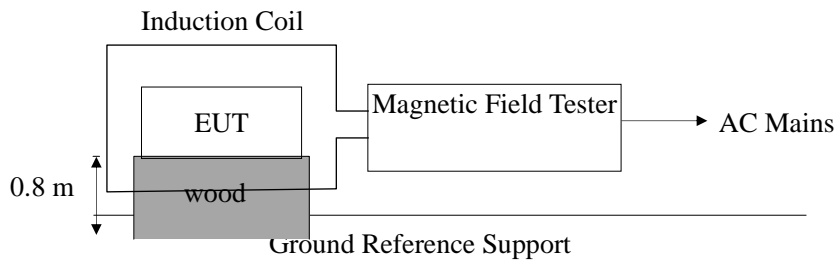 Induction Coil
Magnetic Field Tester
EUT
AC Mains
0.8 m
wood
Ground Reference Support